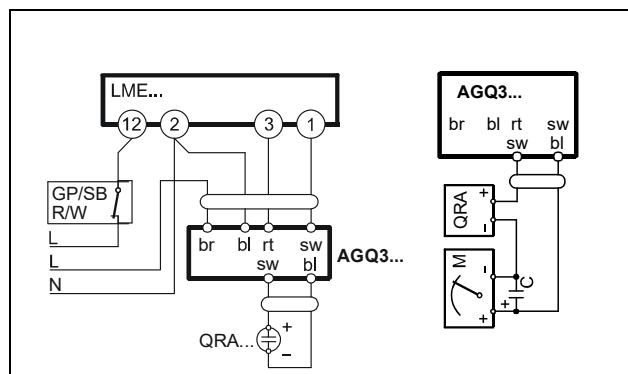 LME...
12 2 3 1
GP/SB
R/W
L
L
N
br bl rt sw
sw bl
AGQ3...
QRA...
+
–
AGQ3...
br bl rt sw
sw bl
QRA
+
-
M
-
+
C
+